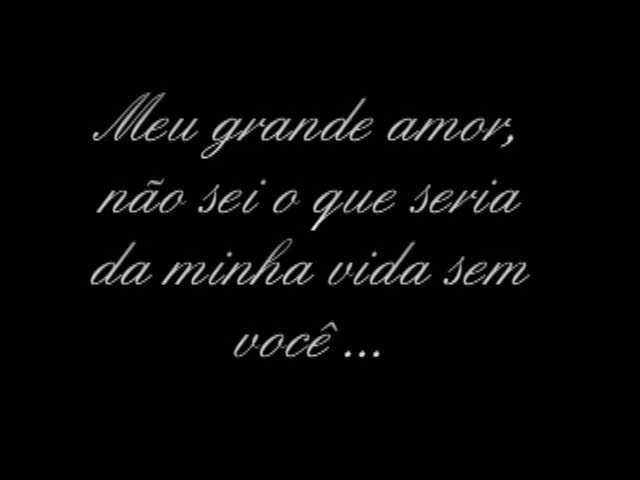 Meu grande amor,
não sei o que seria
da minha vida sem
você ...